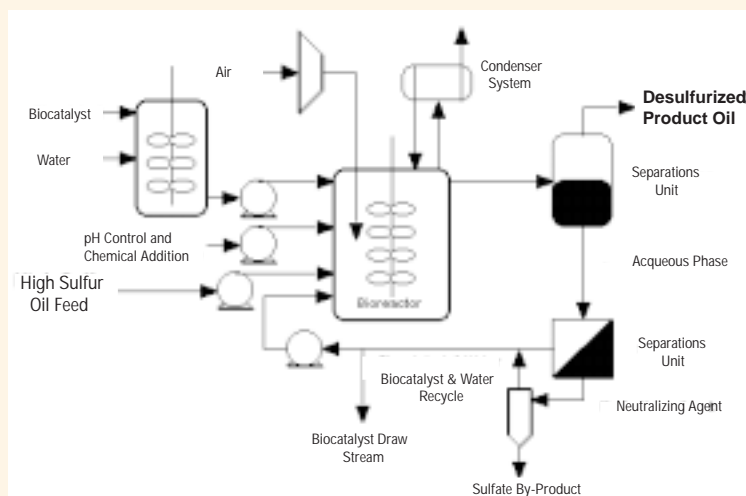 Air
Condenser
System
Desulfurized
Product Oil
Biocatalyst
Water
Separations
Unit
pH Control and
Chemical Addition
Acqueous Phase
High Sulfur
Oil Feed
Bioreactor
Separations
Unit
Biocatalyst & Water
Recycle
Neutralizing Agent
Biocatalyst Draw
Stream
Sulfate By-Product